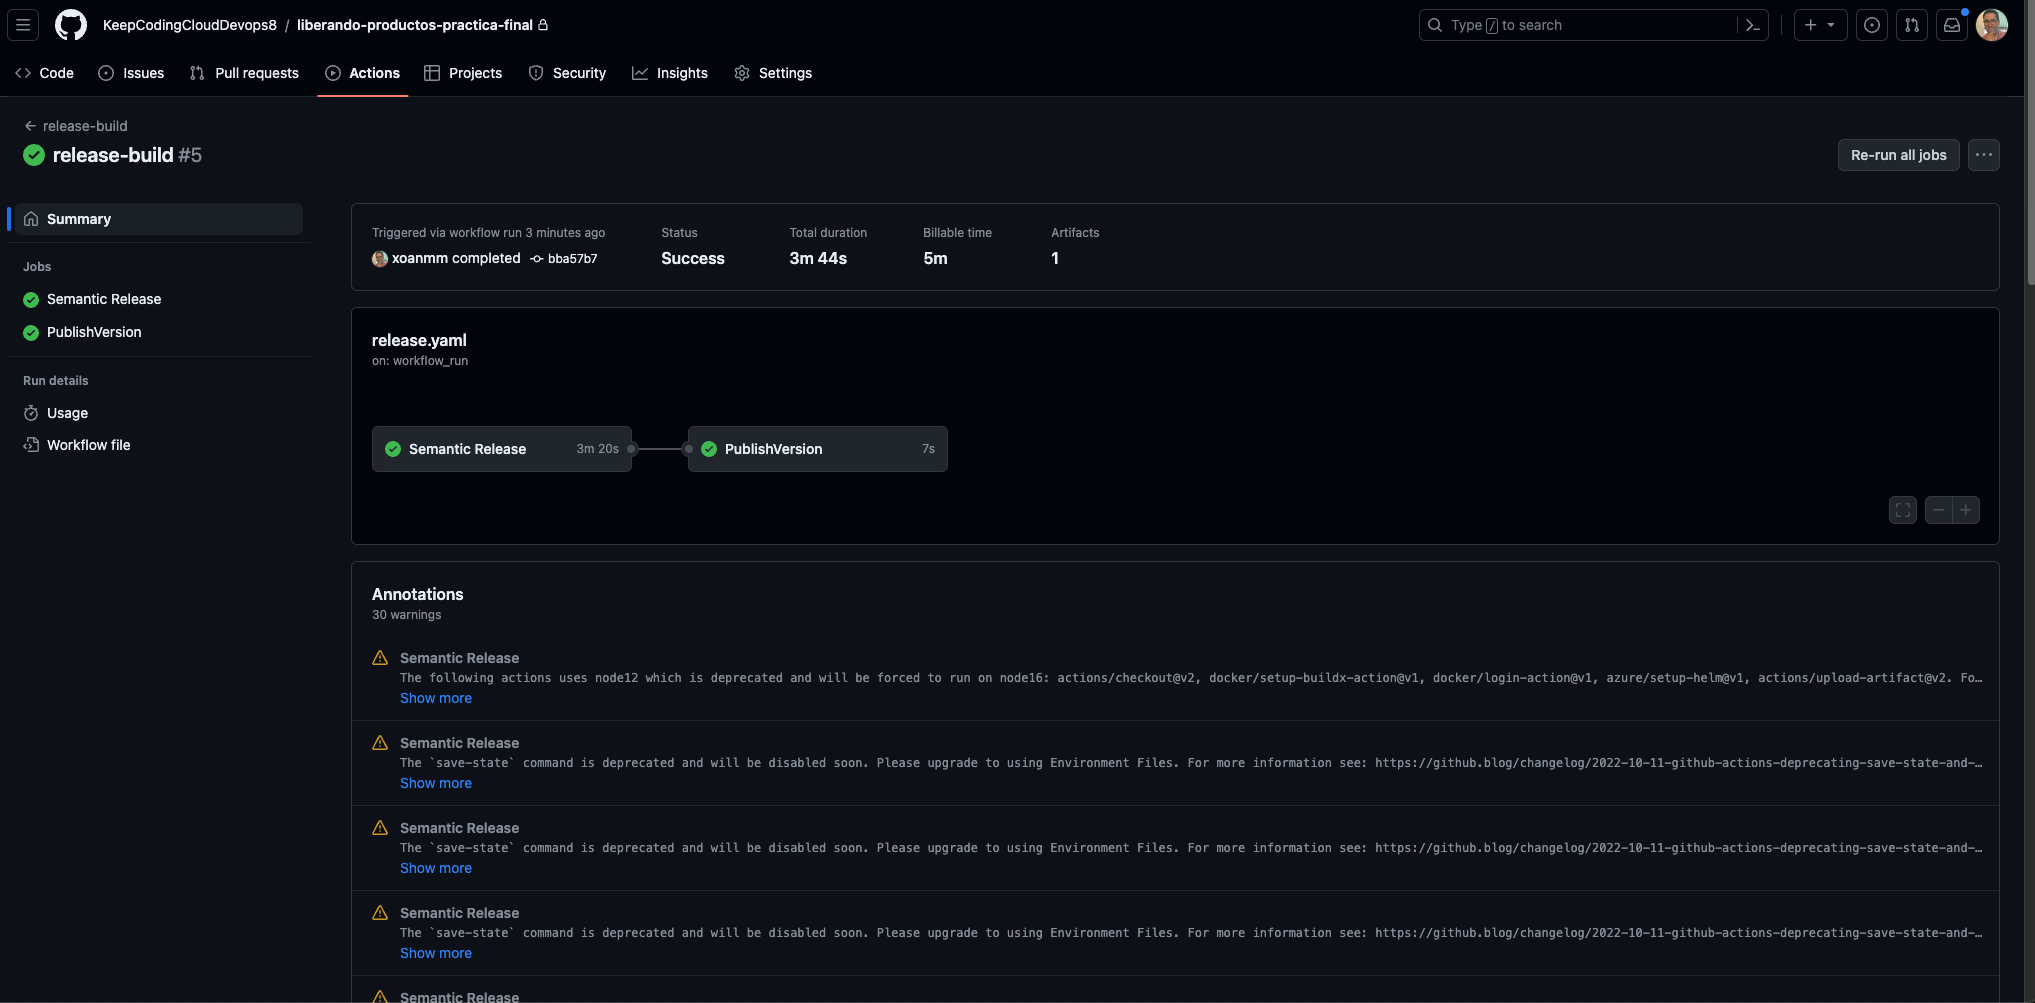 KeepCodingCloudDevops8 / liberando-productos-practica-final
Type / to search
Code Issues Pull requests Actions Projects Security Insights Settings
release-build
release-build #5
Re-run all jobs
Summary
Jobs
Semantic Release
PublishVersion
Run details
Usage
Workflow file
Triggered via workflow run 3 minutes ago
xoanmm completed bba57b7
Status
Success
Total duration
3m 44s
Billable time
5m
Artifacts
1
release.yaml
on: workflow_run
Semantic Release 3m 20s
PublishVersion 7s
Annotations
30 warnings
Semantic Release
The following actions uses node12 which is deprecated and will be forced to run on node16: actions/checkout@v2, docker/setup-buildx-action@v1, docker/login-action@v1, azure/setup-helm@v1, actions/upload-artifact@v2. Fo…
Show more
Semantic Release
The `save-state` command is deprecated and will be disabled soon. Please upgrade to using Environment Files. For more information see: https://github.blog/changelog/2022-10-11-github-actions-deprecating-save-state-and-…
Show more
Semantic Release
The `save-state` command is deprecated and will be disabled soon. Please upgrade to using Environment Files. For more information see: https://github.blog/changelog/2022-10-11-github-actions-deprecating-save-state-and-…
Show more
Semantic Release
The `save-state` command is deprecated and will be disabled soon. Please upgrade to using Environment Files. For more information see: https://github.blog/changelog/2022-10-11-github-actions-deprecating-save-state-and-…
Show more
Semantic Release